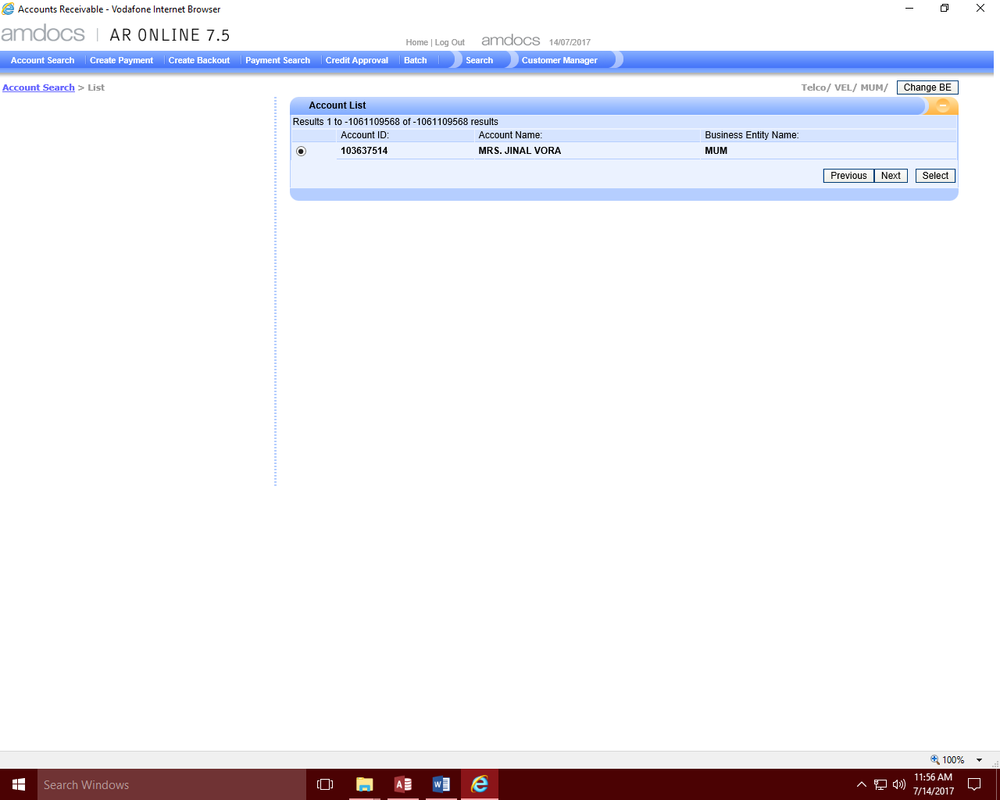 Accounts Receivable - Vodafone Internet Browser
amdocs | AR ONLINE 7.5
Home | Log Out amdocs 14/07/2017
Account Search Create Payment Create Backout Payment Search Credit Approval Batch Search Customer Manager
Account Search > List
Telco/ VEL/ MUM/ Change BE
Account List
Results 1 to -1061109568 of -1061109568 results
Account ID: Account Name: Business Entity Name:
103637514 MRS. JINAL VORA MUM
Previous Next Select
100%
Search Windows
11:56 AM
7/14/2017